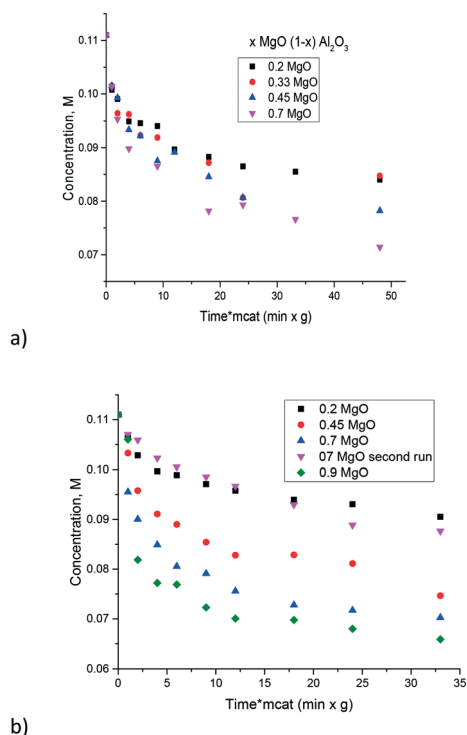 x MgO (1-x) Al2O3
0.2 MgO
0.33 MgO
0.45 MgO
0.7 MgO
Concentration, M
0.11
0.10
0.09
0.08
0.07
0 10 20 30 40 50
Time*mcat (min x g)
a)
0.2 MgO
0.45 MgO
0.7 MgO
07 MgO second run
0.9 MgO
Concentration, M
0.11
0.10
0.09
0.08
0.07
0.06
0 5 10 15 20 25 30 35
Time*mcat (min x g)
b)